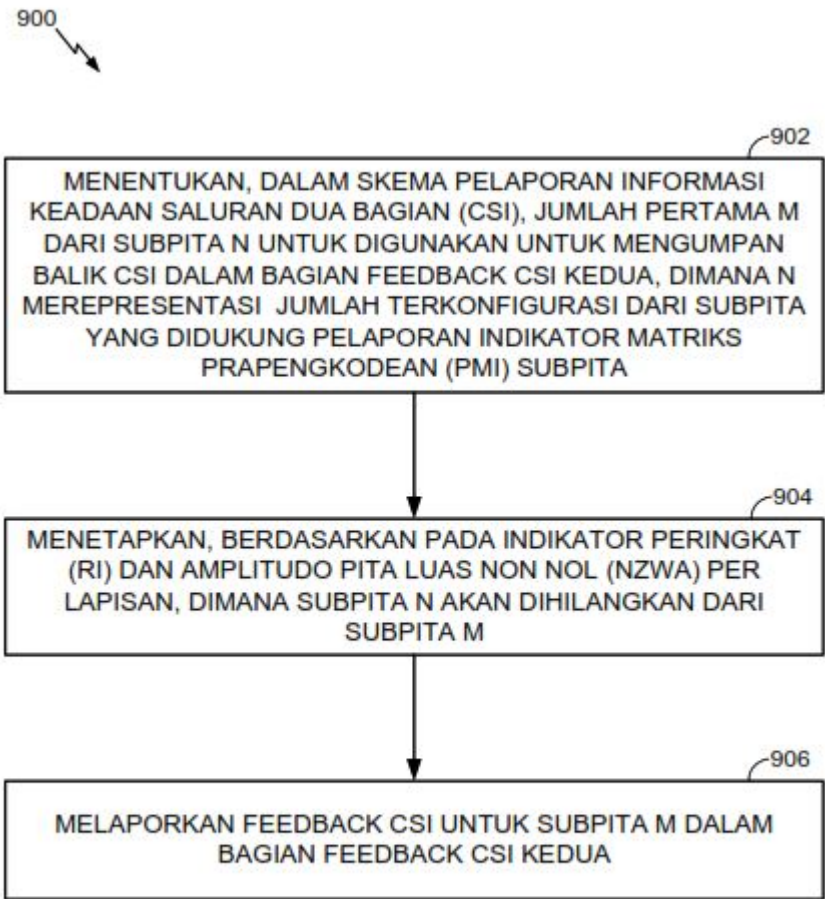 900
902
MENENTUKAN, DALAM SKEMA PELAPORAN INFORMASI
KEADAAN SALURAN DUA BAGIAN (CSI), JUMLAH PERTAMA M
DARI SUBPITA N UNTUK DIGUNAKAN UNTUK MENGUMPAN
BALIK CSI DALAM BAGIAN FEEDBACK CSI KEDUA, DIMANA N
MEREPRESENTASI JUMLAH TERKONFIGURASI DARI SUBPITA
YANG DIDUKUNG PELAPORAN INDIKATOR MATRIKS
PRAPENGKODEAN (PMI) SUBPITA
904
MENETAPKAN, BERDASARKAN PADA INDIKATOR PERINGKAT
(RI) DAN AMPLITUDO PITA LUAS NON NOL (NZWA) PER
LAPISAN, DIMANA SUBPITA N AKAN DIHILANGKAN DARI
SUBPITA M
906
MELAPORKAN FEEDBACK CSI UNTUK SUBPITA M DALAM
BAGIAN FEEDBACK CSI KEDUA